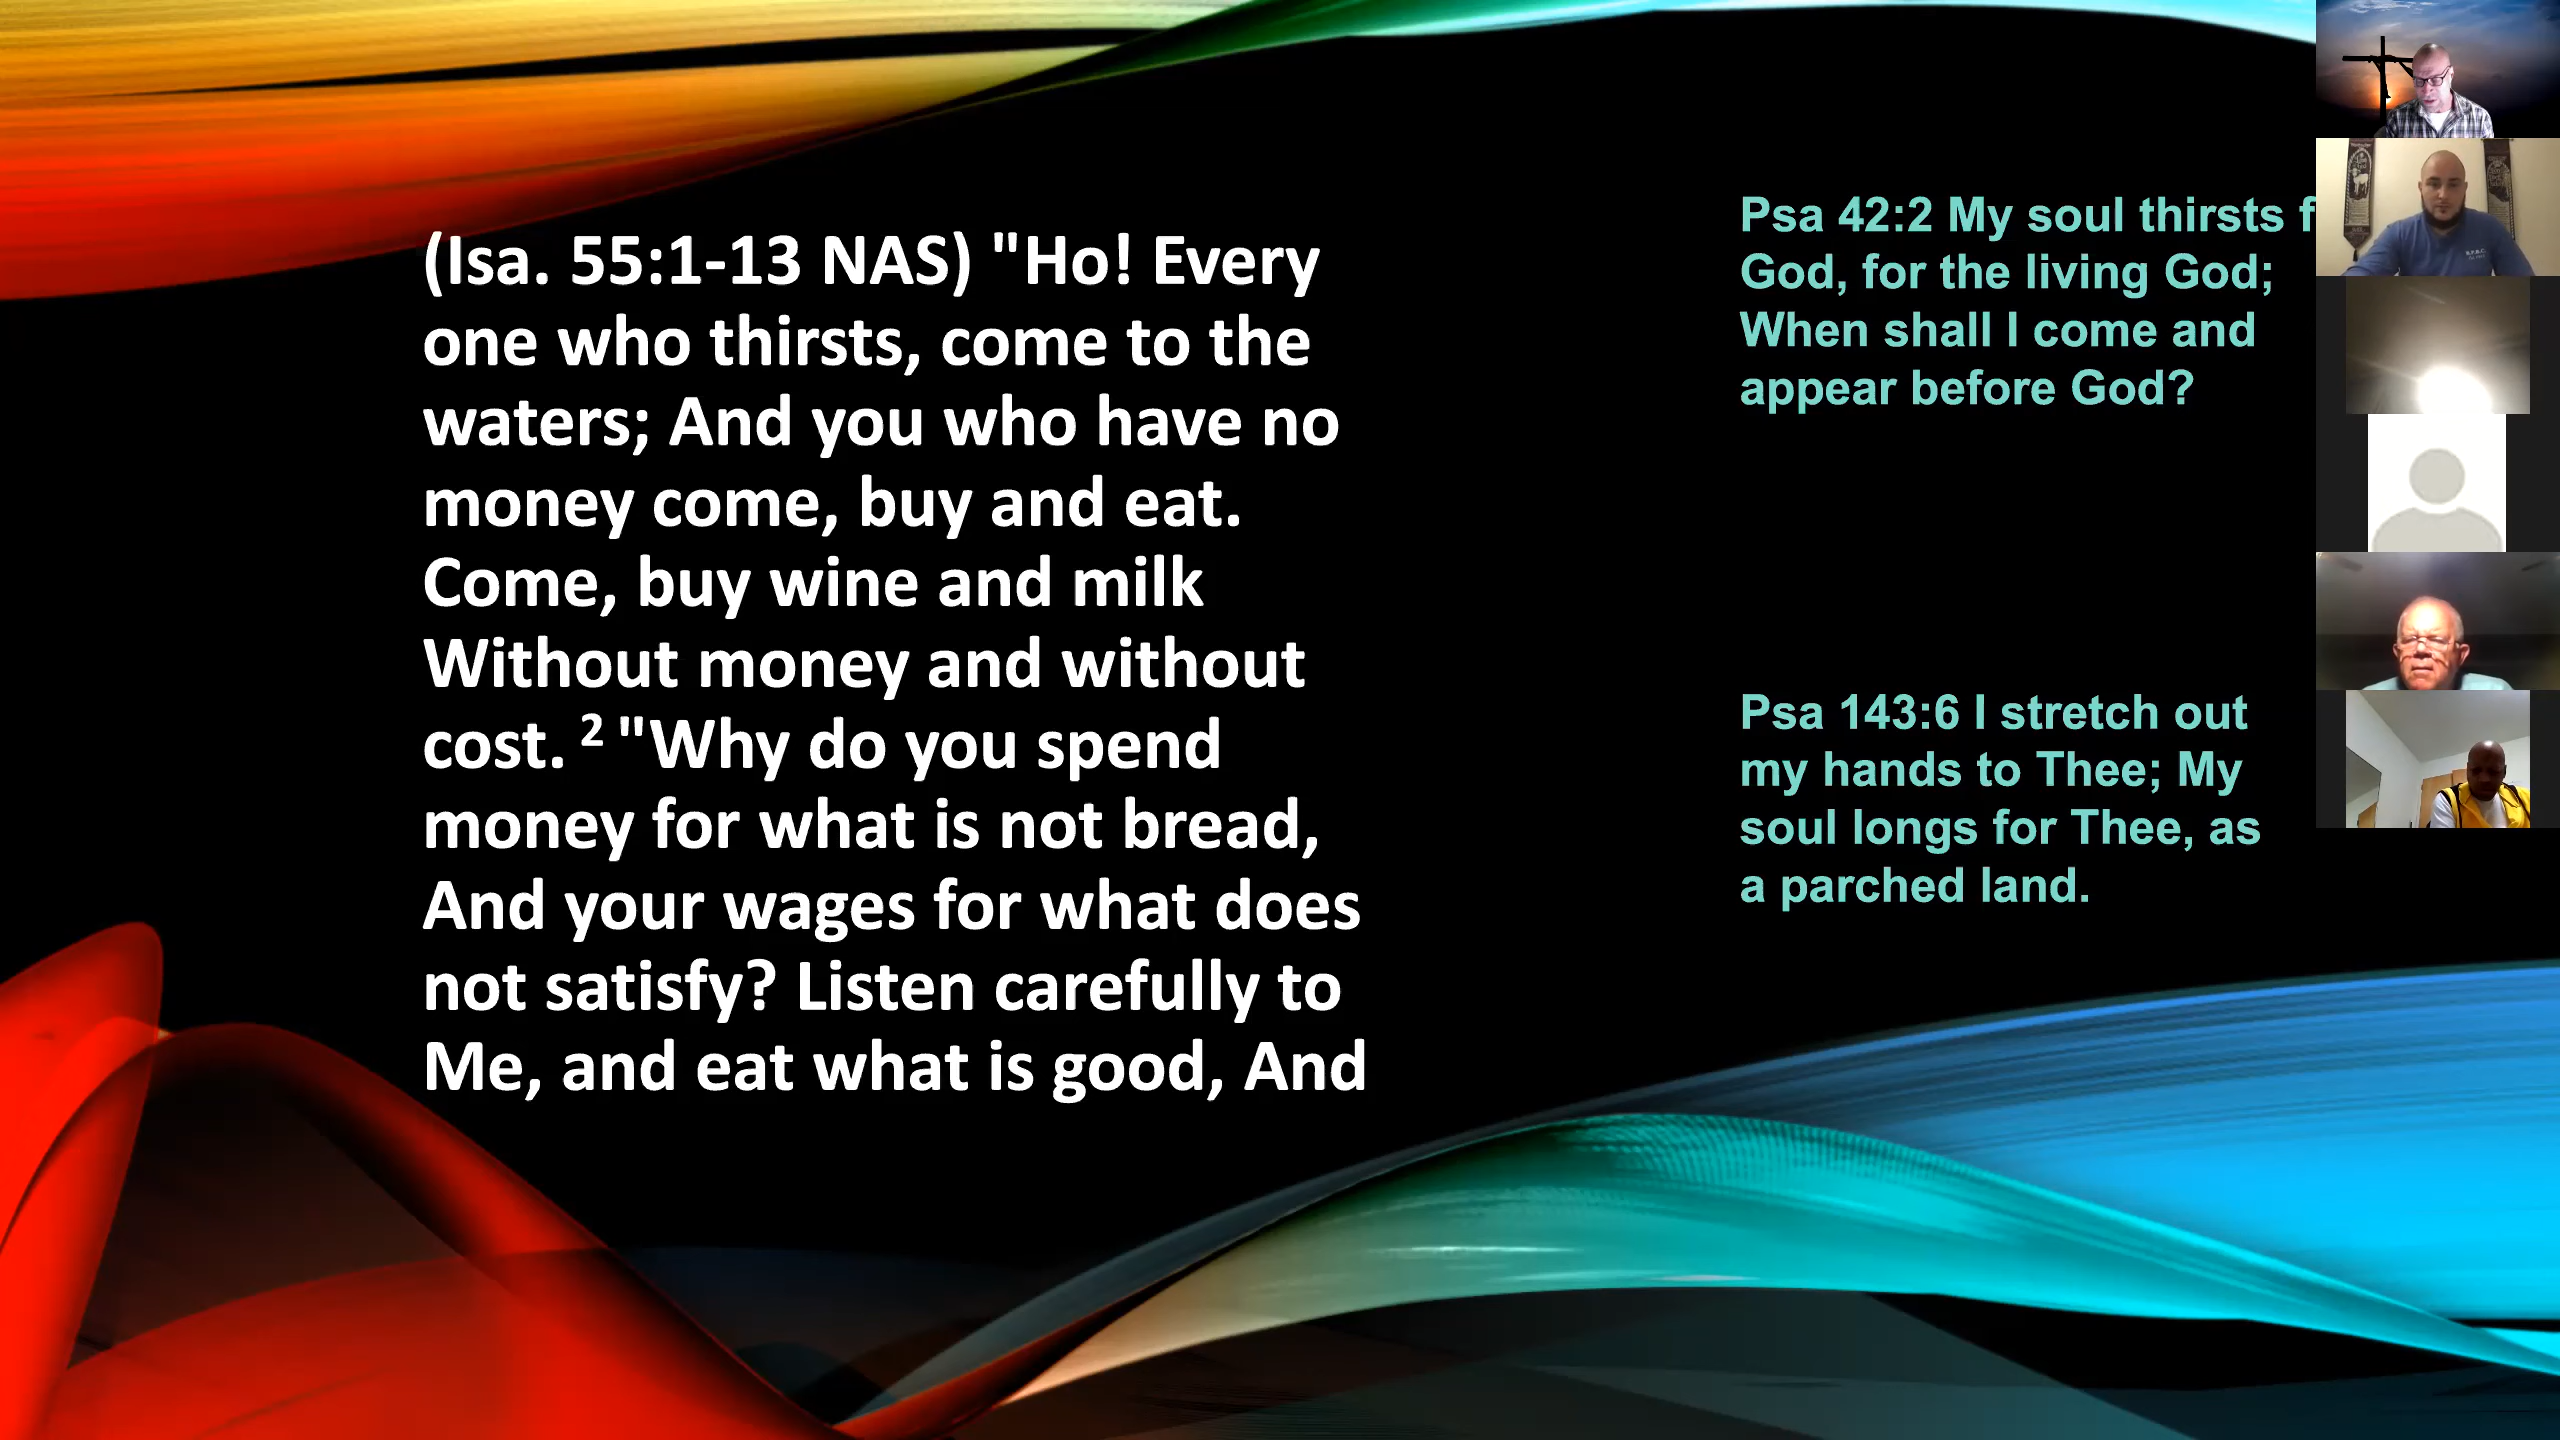 (Isa. 55:1-13 NAS) "Ho! Every
one who thirsts, come to the
waters; And you who have no
money come, buy and eat.
Come, buy wine and milk
Without money and without
cost. 2 "Why do you spend
money for what is not bread,
And your wages for what does
not satisfy? Listen carefully to
Me, and eat what is good, And
Psa 42:2 My soul thirsts f
God, for the living God;
When shall I come and
appear before God?
Psa 143:6 I stretch out
my hands to Thee; My
soul longs for Thee, as
a parched land.